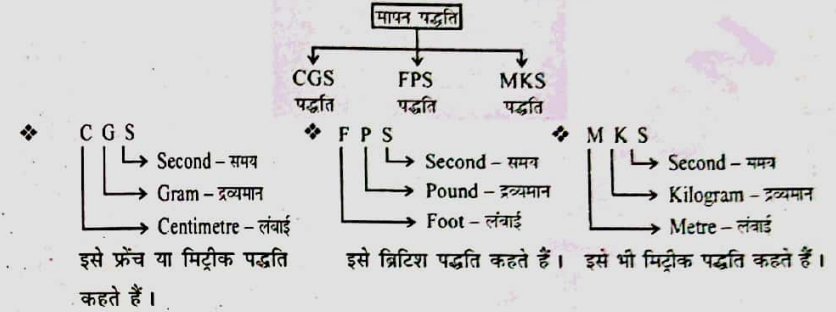 मापन पद्धति
CGS FPS MKS
पद्धति पद्धति पद्धति
❖ C G S
Second – समय
Gram – द्रव्यमान
Centimetre – लंबाई
इसे फ्रेंच या मिट्रीक पद्धति
कहते हैं ।
❖ F P S
Second – समय
Pound – द्रव्यमान
Foot – लंबाई
इसे ब्रिटिश पद्धति कहते हैं ।
❖ M K S
Second – समय
Kilogram – द्रव्यमान
Metre – लंबाई
इसे भी मिट्रीक पद्धति कहते हैं ।